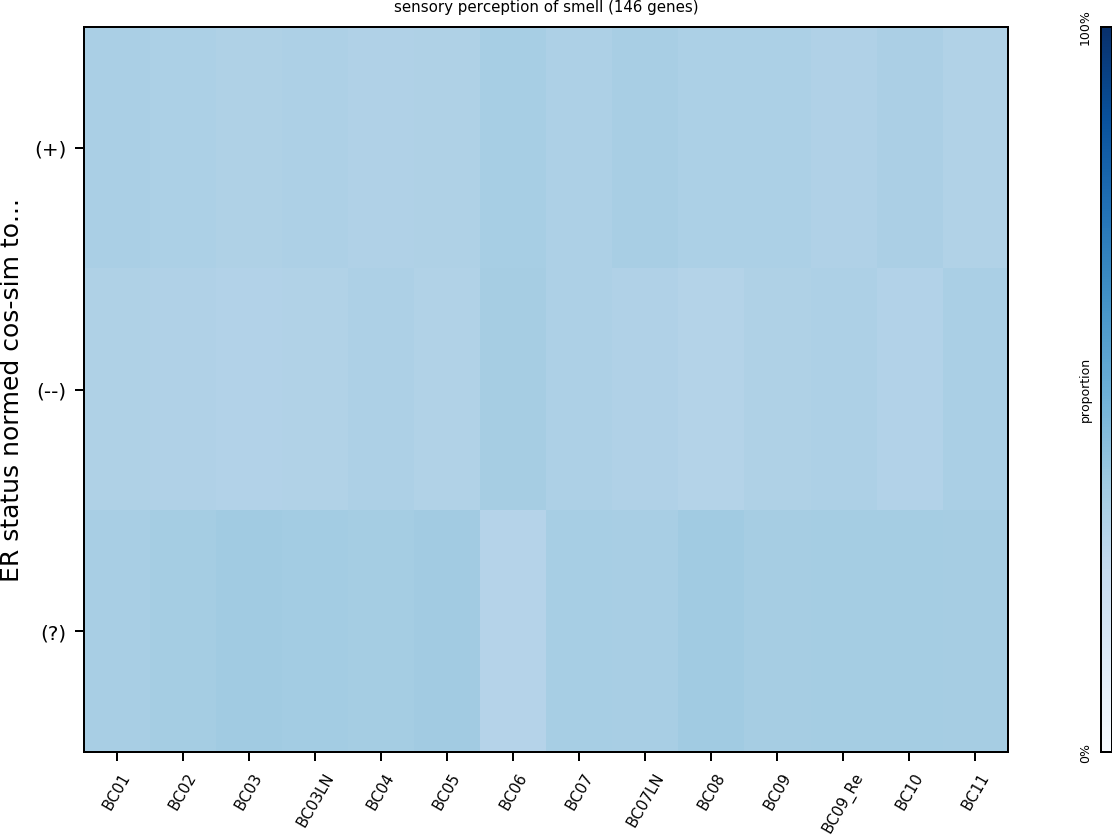 sensory perception of smell (146 genes)
ER status normed cos-sim to...
(+)
(--)
(?)
BC01
BC02
BC03
BC03LN
BC04
BC05
BC06
BC07
BC07LN
BC08
BC09
BC09_Re
BC10
BC11
100%
proportion
0%